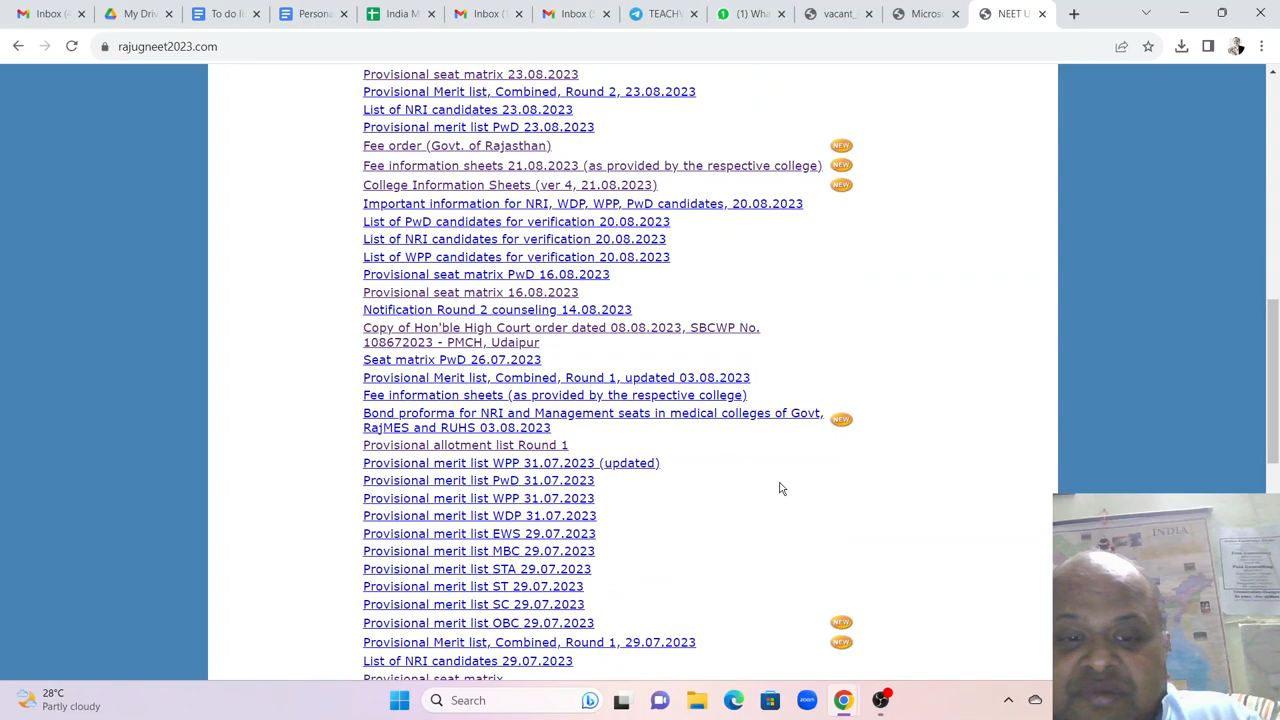 Inbox (4
My Driv
To do li
Persona
India M
Inbox (1
Inbox (5
TEACHV
(1) Wha
vacant_
Microso
NEET U
rajugneet2023.com
Provisional seat matrix 23.08.2023
Provisional Merit list, Combined, Round 2, 23.08.2023
List of NRI candidates 23.08.2023
Provisional merit list PwD 23.08.2023
Fee order (Govt. of Rajasthan) NEW
Fee information sheets 21.08.2023 (as provided by the respective college) NEW
College Information Sheets (ver 4, 21.08.2023) NEW
Important information for NRI, WDP, WPP, PwD candidates, 20.08.2023
List of PwD candidates for verification 20.08.2023
List of NRI candidates for verification 20.08.2023
List of WPP candidates for verification 20.08.2023
Provisional seat matrix PwD 16.08.2023
Provisional seat matrix 16.08.2023
Notification Round 2 counseling 14.08.2023
Copy of Hon'ble High Court order dated 08.08.2023, SBCWP No.
108672023 - PMCH, Udaipur
Seat matrix PwD 26.07.2023
Provisional Merit list, Combined, Round 1, updated 03.08.2023
Fee information sheets (as provided by the respective college)
Bond proforma for NRI and Management seats in medical colleges of Govt, NEW
RajMES and RUHS 03.08.2023
Provisional allotment list Round 1
Provisional merit list WPP 31.07.2023 (updated)
Provisional merit list PwD 31.07.2023
Provisional merit list WPP 31.07.2023
Provisional merit list WDP 31.07.2023
Provisional merit list EWS 29.07.2023
Provisional merit list MBC 29.07.2023
Provisional merit list STA 29.07.2023
Provisional merit list ST 29.07.2023
Provisional merit list SC 29.07.2023
Provisional merit list OBC 29.07.2023 NEW
Provisional Merit list, Combined, Round 1, 29.07.2023 NEW
List of NRI candidates 29.07.2023
Provisional seat matrix
INDIA
28°C
Partly cloudy
Search
zoom